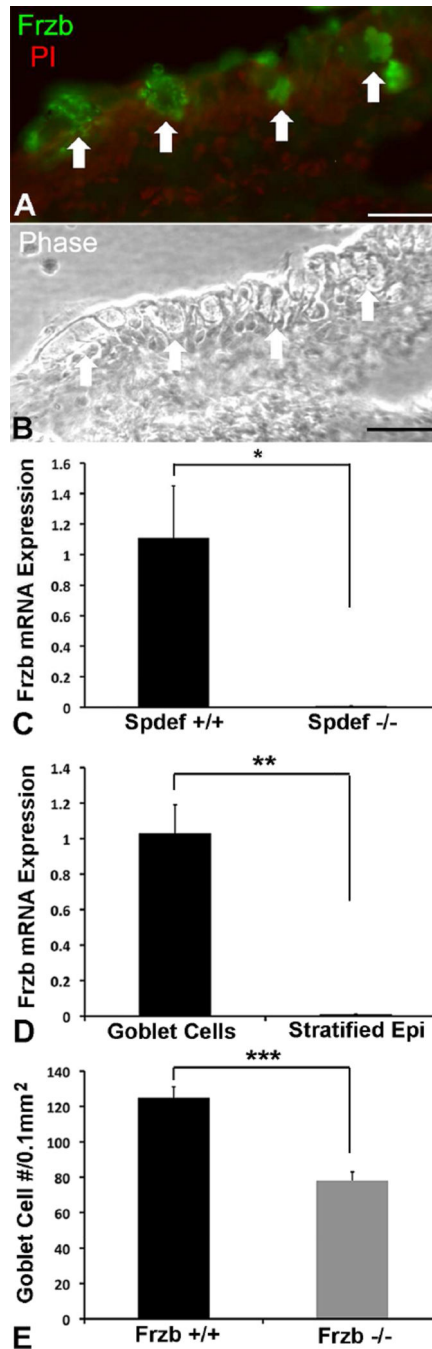 Frzb
PI
A
Phase
B
*
Frzb mRNA Expression
1.6
1.4
1.2
1
0.8
0.6
0.4
0.2
0
C
Spdef +/+ Spdef -/-
**
Frzb mRNA Expression
1.4
1.2
1
0.8
0.6
0.4
0.2
0
D
Goblet Cells Stratified Epi
***
Goblet Cell #/0.1mm²
140
120
100
80
60
40
20
0
E
Frzb +/+ Frzb -/-